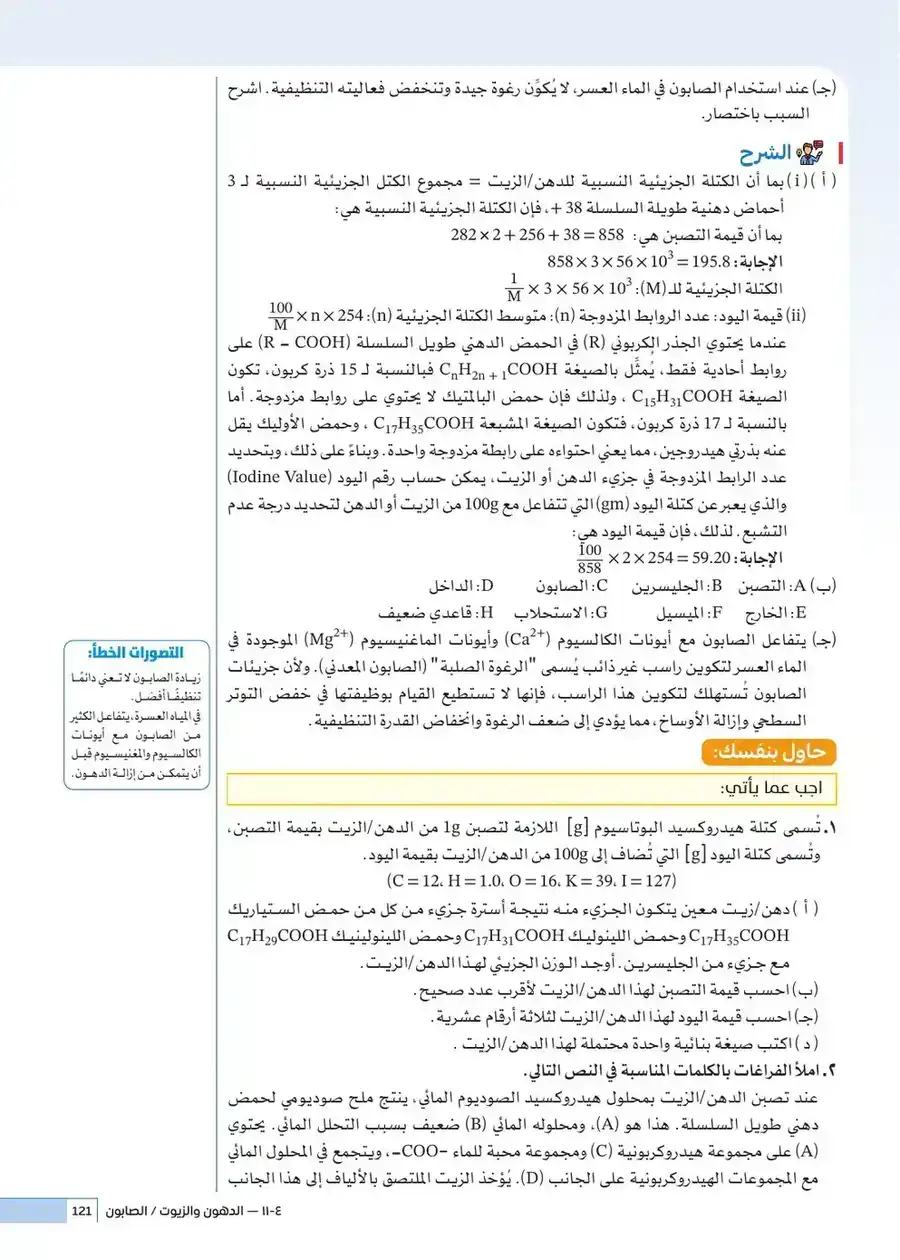 (جـ) عند استخدام الصابون في الماء العسر، لا يُكوِّن رغوة جيدة وتنخفض فعاليته التنظيفية. اشرح
السبب باختصار.
الشرح
(أ)(i) بما أن الكتلة الجزيئية النسبية للدهن/الزيت = مجموع الكتل الجزيئية النسبية لـ 3
أحماض دهنية طويلة السلسلة 38 +، فإن الكتلة الجزيئية النسبية هي:
بما أن قيمة التصبن هي: 282 × 2 + 256 + 38 = 858
الإجابة: 858 × 3 × 56 × 10³ = 195.8
الكتلة الجزيئية للـ (M): 1/M × 3 × 56 × 10³
(ii) قيمة اليود: عدد الروابط المزدوجة (n): متوسط الكتلة الجزيئية (n): 100/M × n × 254
عندما يحتوي الجذر الكربوني (R) في الحمض الدهني طويل السلسلة (R – COOH) على
روابط أحادية فقط، يُمثَّل بالصيغة CₙH₂ₙ₊₁COOH فبالنسبة لـ 15 ذرة كربون، تكون
الصيغة C₁₅H₃₁COOH ، ولذلك فإن حمض البالمتيك لا يحتوي على روابط مزدوجة. أما
بالنسبة لـ 17 ذرة كربون، فتكون الصيغة المشبعة C₁₇H₃₅COOH ، وحمض الأوليك يقل
عنه بذرتي هيدروجين، مما يعني احتواءه على رابطة مزدوجة واحدة. وبناءً على ذلك، وبتحديد
عدد الرابط المزدوجة في جزيء الدهن أو الزيت، يمكن حساب رقم اليود (Iodine Value)
والذي يعبر عن كتلة اليود (gm) التي تتفاعل مع 100g من الزيت أو الدهن لتحديد درجة عدم
التشبع. لذلك، فإن قيمة اليود هي:
الإجابة: 100/858 × 2 × 254 = 59.20
(ب) A: التصبن B: الجليسرين C: الصابون D: الداخل
E: الخارج F: الميسيل G: الاستحلاب H: قاعدي ضعيف
(جـ) يتفاعل الصابون مع أيونات الكالسيوم (Ca²⁺) وأيونات الماغنيسيوم (Mg²⁺) الموجودة في
الماء العسر لتكوين راسب غير ذائب يُسمى "الرغوة الصلبة" (الصابون المعدني). ولأن جزيئات
الصابون تُستهلك لتكوين هذا الراسب، فإنها لا تستطيع القيام بوظيفتها في خفض التوتر
السطحي وإزالة الأوساخ، مما يؤدي إلى ضعف الرغوة وانخفاض القدرة التنظيفية.
التصورات الخطأ:
زيادة الصابون لا تعني دائمًا
تنظيفًا أفضل.
في المياه العسرة، يتفاعل الكثير
من الصابون مع أيونات
الكالسيوم والمغنيسيوم قبل
أن يتمكن من إزالة الدهون.
حاول بنفسك:
اجب عما يأتي:
١. تُسمى كتلة هيدروكسيد البوتاسيوم [g] اللازمة لتصبن 1g من الدهن/الزيت بقيمة التصبن،
وتُسمى كتلة اليود [g] التي تُضاف إلى 100g من الدهن/الزيت بقيمة اليود.
(C = 12، H = 1.0، O = 16، K = 39، I = 127)
(أ) دهن/زيت معين يتكون الجزيء منه نتيجة أسترة جزيء من كل من حمض الستياريك
C₁₇H₃₅COOH وحمض اللينوليك C₁₇H₃₁COOH وحمض اللينولينيك C₁₇H₂₉COOH
مع جزيء من الجليسرين. أوجد الوزن الجزيئي لهذا الدهن/الزيت.
(ب) احسب قيمة التصبن لهذا الدهن/الزيت لأقرب عدد صحيح.
(جـ) احسب قيمة اليود لهذا الدهن/الزيت لثلاثة أرقام عشرية.
(د) اكتب صيغة بنائية واحدة محتملة لهذا الدهن/الزيت .
٢. املأ الفراغات بالكلمات المناسبة في النص التالي.
عند تصبن الدهن/الزيت بمحلول هيدروكسيد الصوديوم المائي، ينتج ملح صوديومي لحمض
دهني طويل السلسلة. هذا هو (A)، ومحلوله المائي (B) ضعيف بسبب التحلل المائي. يحتوي
(A) على مجموعة هيدروكربونية (C) ومجموعة محبة للماء –COO–، ويتجمع في المحلول المائي
مع المجموعات الهيدروكربونية على الجانب (D). يُؤخذ الزيت الملتصق بالألياف إلى هذا الجانب
٤-١١ — الدهون والزيوت / الصابون 121